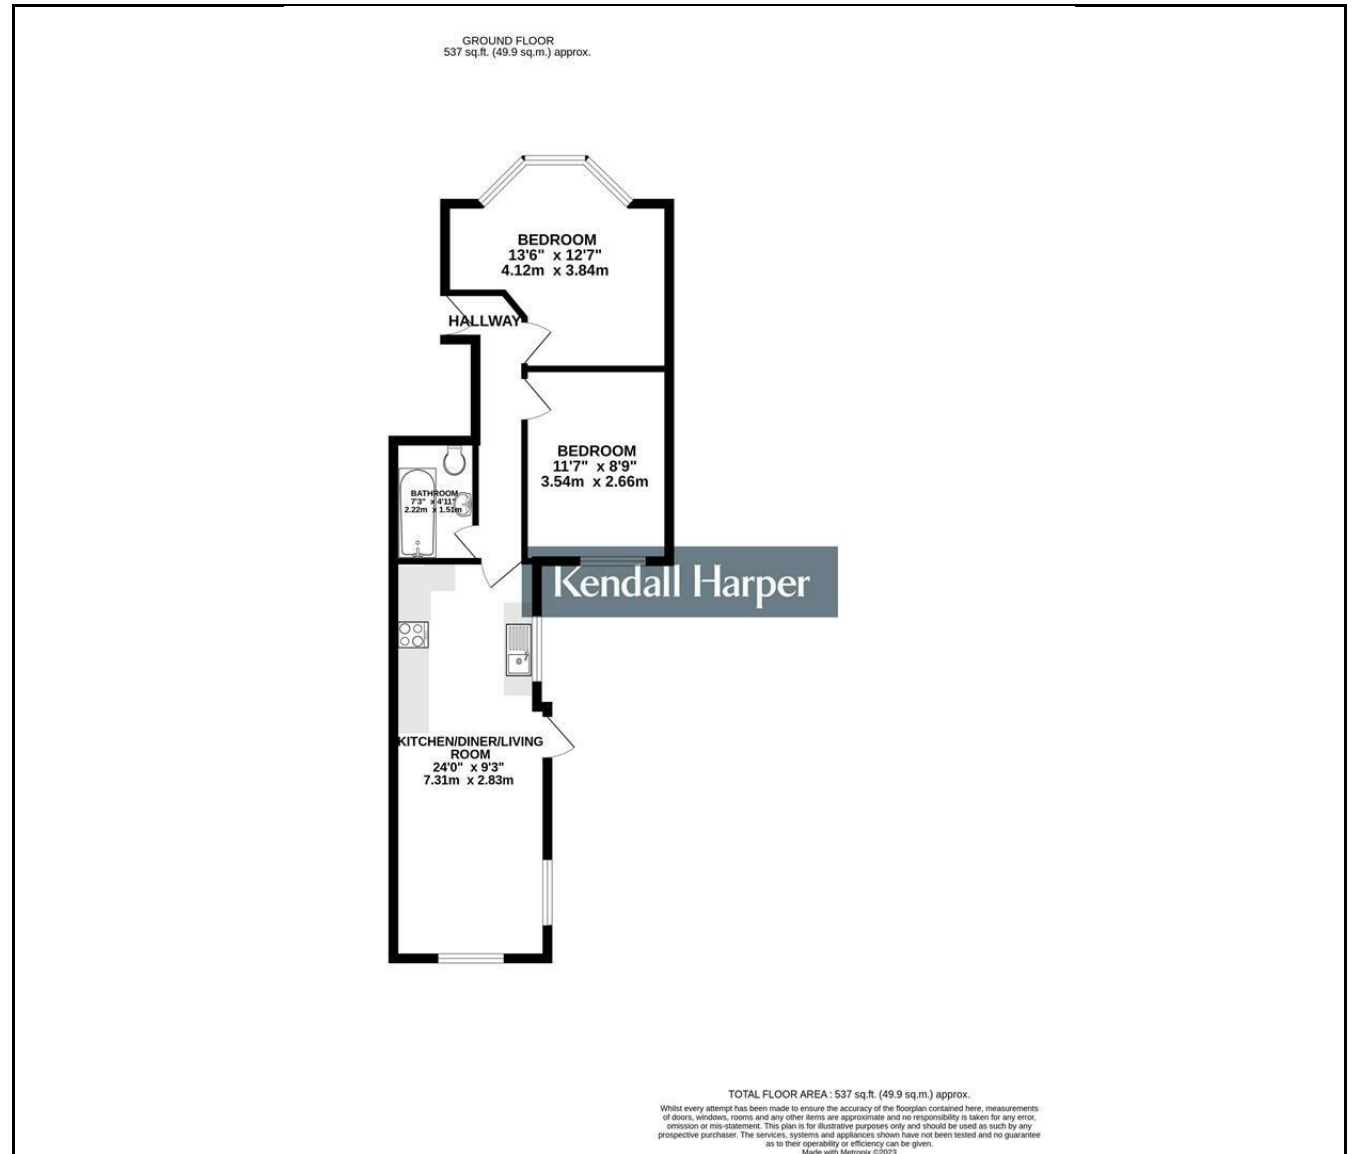 GROUND FLOOR
537 sq.ft. (49.9 sq.m.) approx.
BEDROOM
13'6" x 12'7"
4.12m x 3.84m
HALLWAY
BEDROOM
11'7" x 8'9"
3.54m x 2.66m
BATHROOM
7'3" x 4'11"
2.22m x 1.51m
Kendall Harper
KITCHEN/DINER/LIVING
ROOM
24'0" x 9'3"
7.31m x 2.83m
TOTAL FLOOR AREA : 537 sq.ft. (49.9 sq.m.) approx.
Whilst every attempt has been made to ensure the accuracy of the floorplan contained here, measurements
of doors, windows, rooms and any other items are approximate and no responsibility is taken for any error,
omission or mis-statement. This plan is for illustrative purposes only and should be used as such by any
prospective purchaser. The services, systems and appliances shown have not been tested and no guarantee
as to their operability or efficiency can be given.
Made with Metropix ©2023